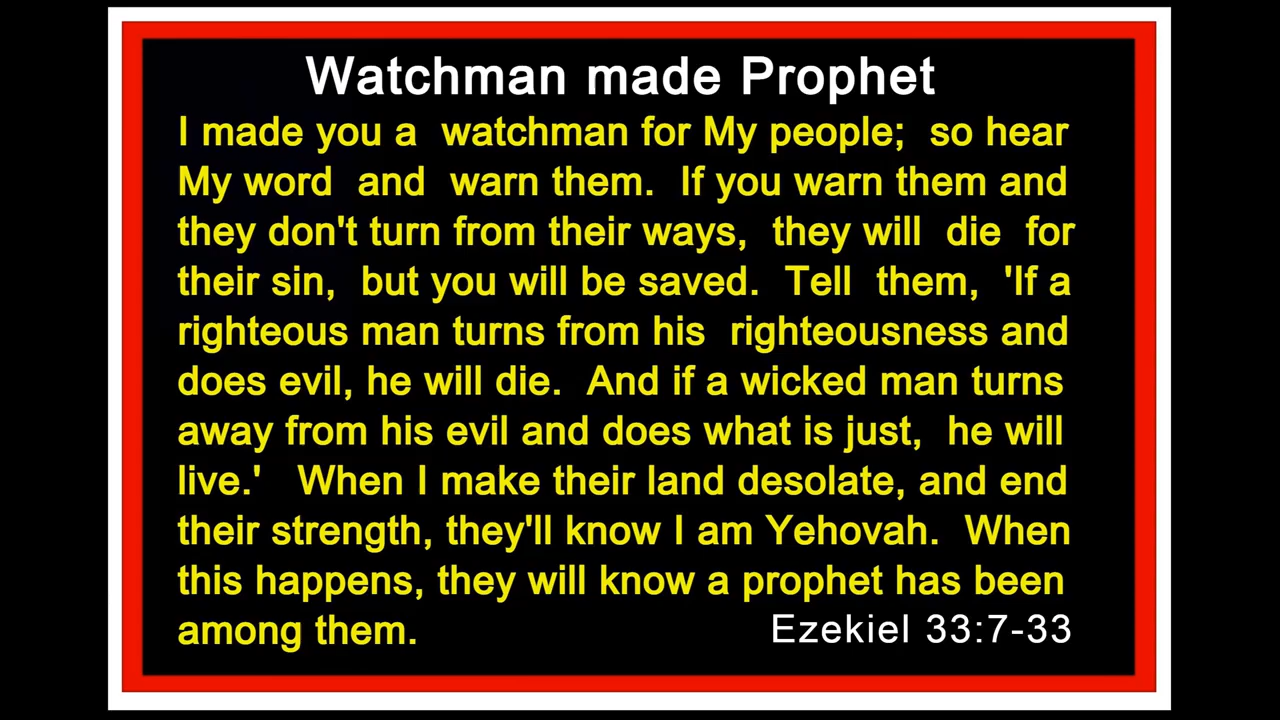 Watchman made Prophet
I made you a watchman for My people; so hear
My word and warn them. If you warn them and
they don't turn from their ways, they will die for
their sin, but you will be saved. Tell them, 'If a
righteous man turns from his righteousness and
does evil, he will die. And if a wicked man turns
away from his evil and does what is just, he will
live.' When I make their land desolate, and end
their strength, they'll know I am Yehovah. When
this happens, they will know a prophet has been
among them. Ezekiel 33:7-33